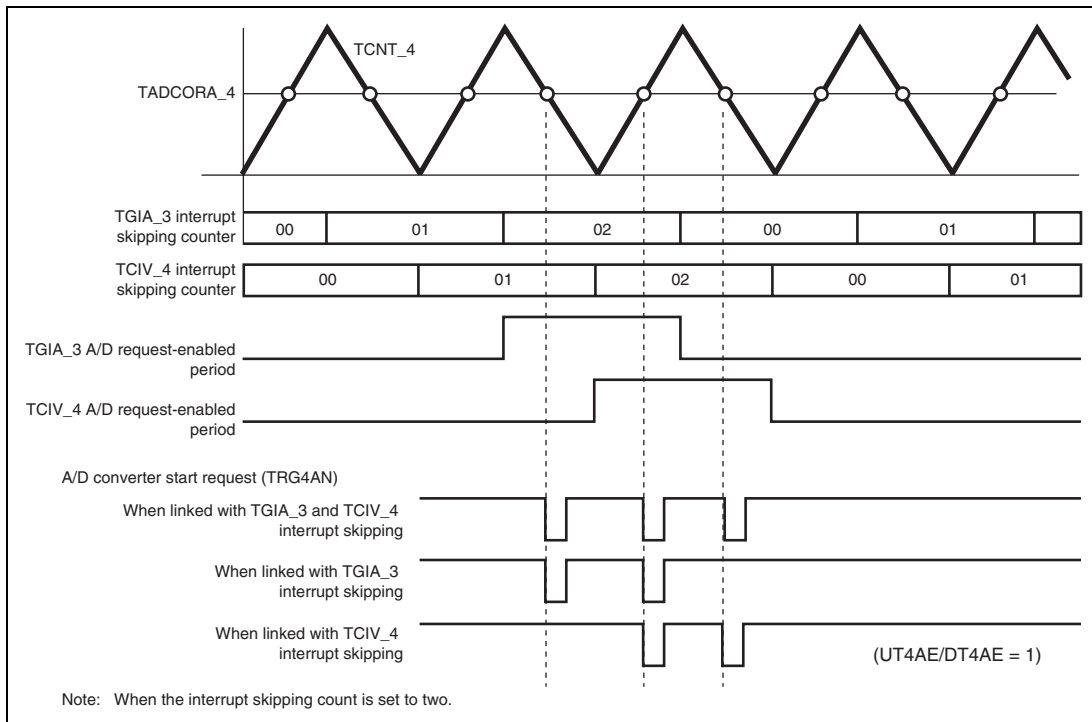 TCNT_4
TADCORA_4
TGIA_3 interrupt
skipping counter
00 01 02 00 01
TCIV_4 interrupt
skipping counter
00 01 02 00 01
TGIA_3 A/D request-enabled
period
TCIV_4 A/D request-enabled
period
A/D converter start request (TRG4AN)
When linked with TGIA_3 and TCIV_4
interrupt skipping
When linked with TGIA_3
interrupt skipping
When linked with TCIV_4
interrupt skipping
(UT4AE/DT4AE = 1)
Note: When the interrupt skipping count is set to two.